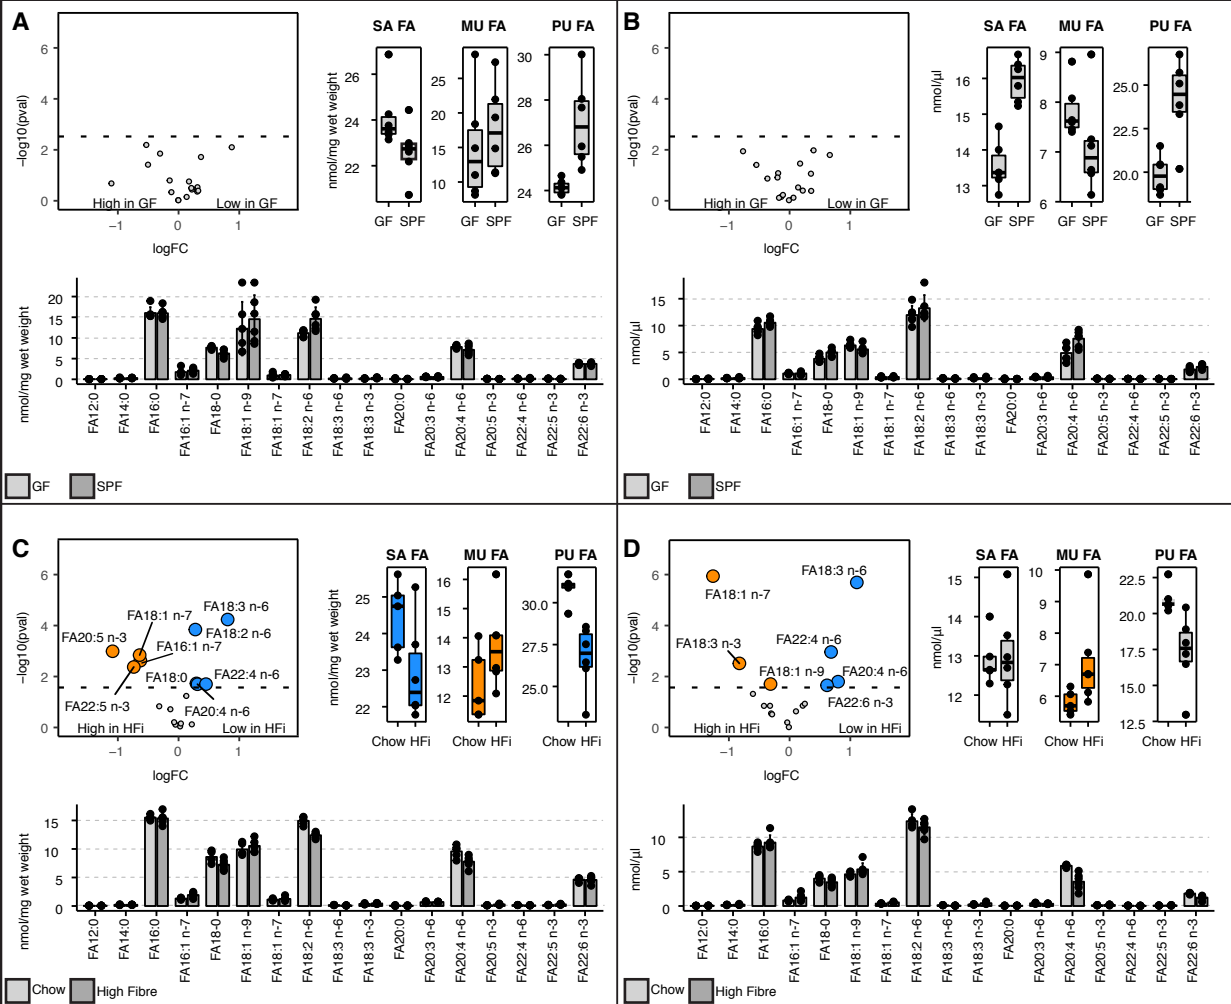 A
SA FA
MU FA
PU FA
−log10(pval)
6
4
2
0
High in GF
Low in GF
−1
0
1
logFC
nmol/mg wet weight
26
24
22
GF SPF
25
20
15
10
GF SPF
30
28
26
24
GF SPF
nmol/mg wet weight
20
15
10
5
0
FA12:0
FA14:0
FA16:0
FA16:1 n-7
FA18-0
FA18:1 n-9
FA18:1 n-7
FA18:2 n-6
FA18:3 n-6
FA18:3 n-3
FA20:0
FA20:3 n-6
FA20:4 n-6
FA20:5 n-3
FA22:4 n-6
FA22:5 n-3
FA22:6 n-3
GF
SPF
B
SA FA
MU FA
PU FA
−log10(pval)
6
4
2
0
High in GF
Low in GF
−1
0
1
logFC
nmol/µl
16
15
14
13
GF SPF
9
8
7
6
GF SPF
25.0
22.5
20.0
GF SPF
nmol/µl
15
10
5
0
FA12:0
FA14:0
FA16:0
FA16:1 n-7
FA18-0
FA18:1 n-9
FA18:1 n-7
FA18:2 n-6
FA18:3 n-6
FA18:3 n-3
FA20:0
FA20:3 n-6
FA20:4 n-6
FA20:5 n-3
FA22:4 n-6
FA22:5 n-3
FA22:6 n-3
GF
SPF
C
SA FA
MU FA
PU FA
−log10(pval)
6
4
2
0
FA18:1 n-7
FA18:3 n-6
FA20:5 n-3
FA18:2 n-6
FA16:1 n-7
FA18:0
FA22:4 n-6
FA22:5 n-3
FA20:4 n-6
High in HFi
Low in HFi
−1
0
1
logFC
nmol/mg wet weight
25
24
23
22
Chow HFi
16
15
14
13
12
Chow HFi
30.0
27.5
25.0
Chow HFi
nmol/mg wet weight
15
10
5
0
FA12:0
FA14:0
FA16:0
FA16:1 n-7
FA18-0
FA18:1 n-9
FA18:1 n-7
FA18:2 n-6
FA18:3 n-6
FA18:3 n-3
FA20:0
FA20:3 n-6
FA20:4 n-6
FA20:5 n-3
FA22:4 n-6
FA22:5 n-3
FA22:6 n-3
Chow
High Fibre
D
SA FA
MU FA
PU FA
−log10(pval)
6
4
2
0
FA18:3 n-6
FA18:1 n-7
FA18:3 n-3
FA22:4 n-6
FA18:1 n-9
FA20:4 n-6
FA22:6 n-3
High in HFi
Low in HFi
−1
0
1
logFC
nmol/µl
15
14
13
12
Chow HFi
10
9
8
7
6
Chow HFi
22.5
20.0
17.5
15.0
12.5
Chow HFi
nmol/µl
10
5
0
FA12:0
FA14:0
FA16:0
FA16:1 n-7
FA18-0
FA18:1 n-9
FA18:1 n-7
FA18:2 n-6
FA18:3 n-6
FA18:3 n-3
FA20:0
FA20:3 n-6
FA20:4 n-6
FA20:5 n-3
FA22:4 n-6
FA22:5 n-3
FA22:6 n-3
Chow
High Fibre